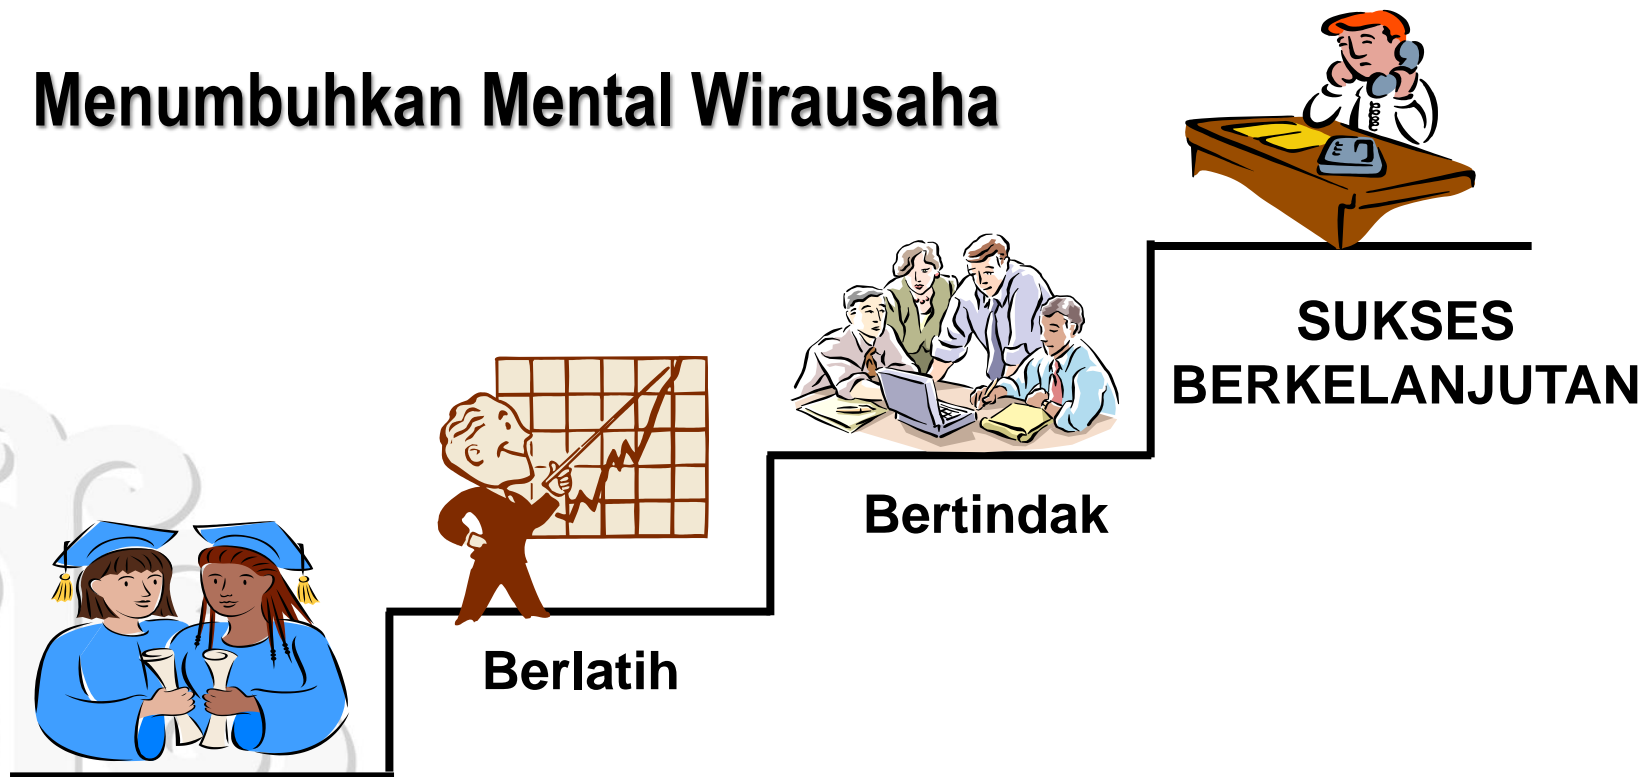 Menumbuhkan Mental Wirausaha
SUKSES
BERKELANJUTAN
Bertindak
Berlatih